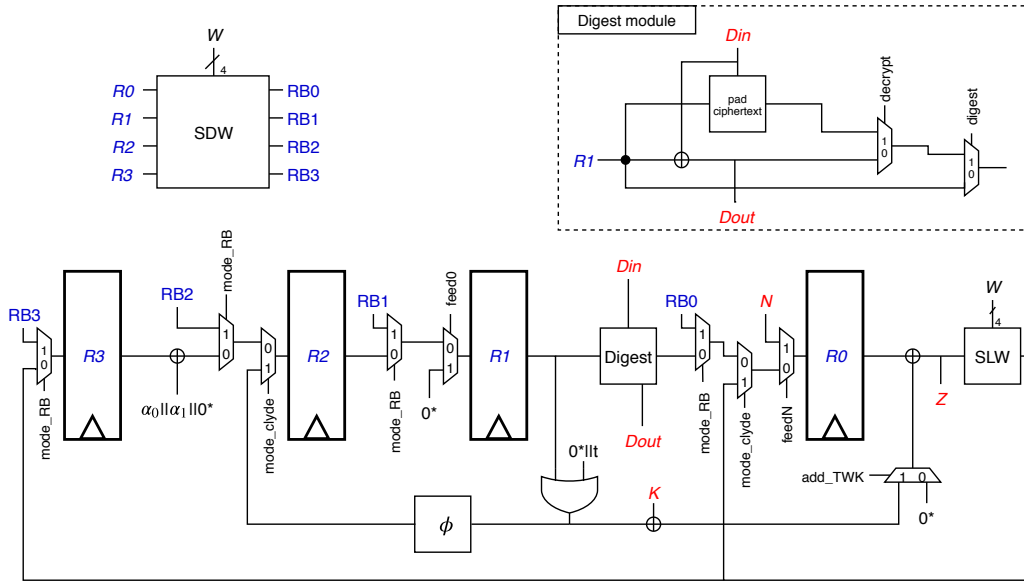 W
4
SDW
R0
R1
R2
R3
RB0
RB1
RB2
RB3
Digest module
Din
pad
ciphertext
decrypt
digest
1
0
1
0
R1
Dout
RB3
1
0
mode_RB
R3
RB2
α₀||α₁||0*
mode_RB
1
0
0
1
mode_clyde
R2
RB1
1
0
mode_RB
feed0
0
1
0*
R1
Din
Digest
Dout
0*||t
RB0
1
0
mode_RB
0
1
mode_clyde
N
1
0
feedN
R0
Z
W
4
SLW
add_TWK
1 0
0*
K
ϕ